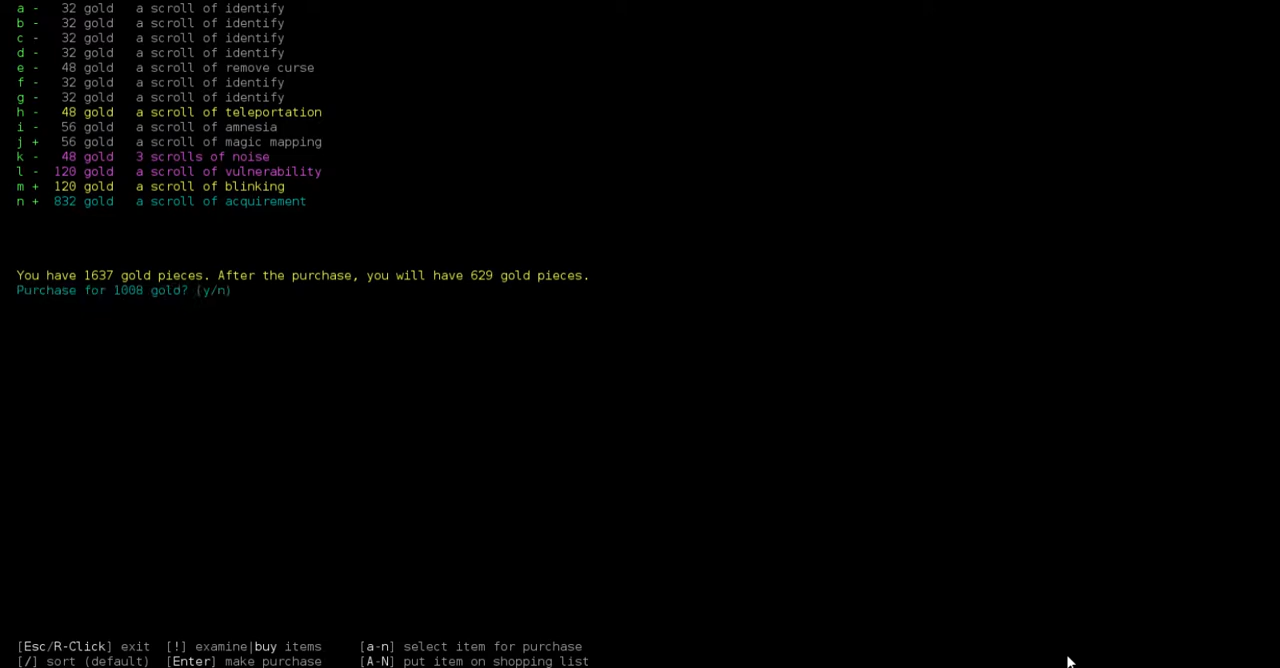 a -   32 gold   a scroll of identify
b -   32 gold   a scroll of identify
c -   32 gold   a scroll of identify
d -   32 gold   a scroll of identify
e -   48 gold   a scroll of remove curse
f -   32 gold   a scroll of identify
g -   32 gold   a scroll of identify
h -   48 gold   a scroll of teleportation
i -   56 gold   a scroll of amnesia
j +   56 gold   a scroll of magic mapping
k -   48 gold   3 scrolls of noise
l -  120 gold   a scroll of vulnerability
m +  120 gold   a scroll of blinking
n +  832 gold   a scroll of acquirement
You have 1637 gold pieces. After the purchase, you will have 629 gold pieces.
Purchase for 1008 gold? (y/n)
[Esc/R-Click] exit  [!] examine|buy items     [a-n] select item for purchase
[/] sort (default)  [Enter] make purchase     [A-N] put item on shopping list